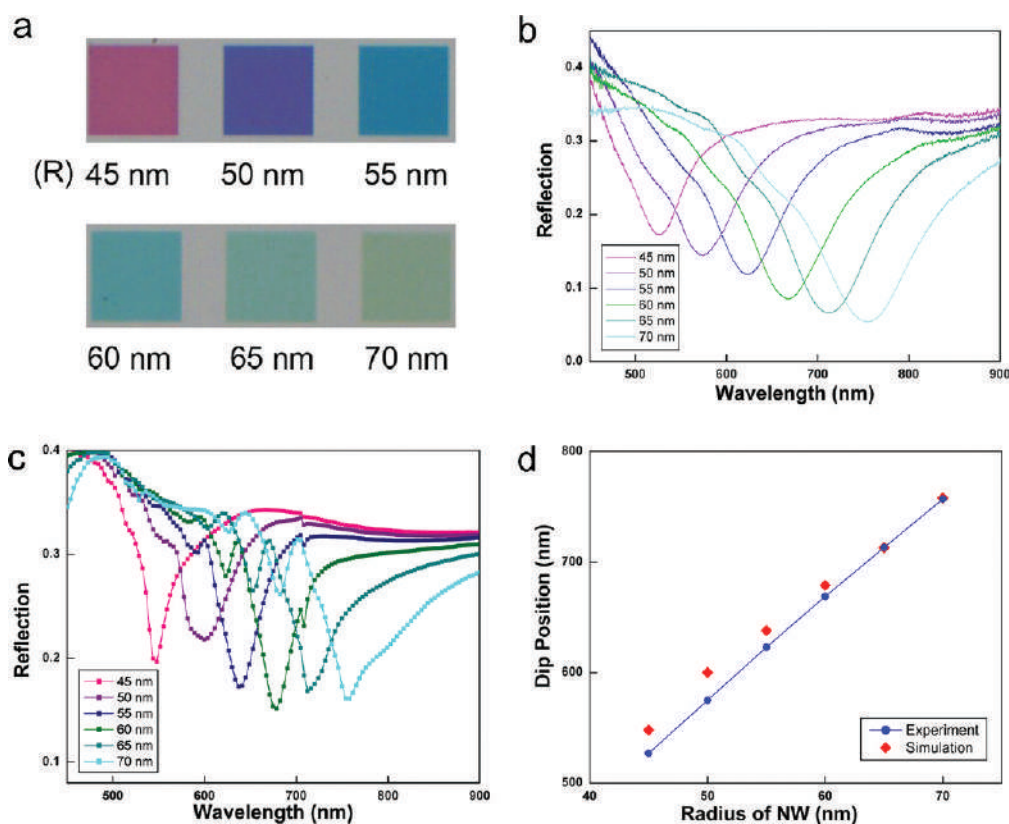 a
(R) 45 nm 50 nm 55 nm
60 nm 65 nm 70 nm
b
Reflection
0.4
0.3
0.2
0.1
0.0
45 nm
50 nm
55 nm
60 nm
65 nm
70 nm
500 600 700 800 900
Wavelength (nm)
c
Reflection
0.4
0.3
0.2
0.1
45 nm
50 nm
55 nm
60 nm
65 nm
70 nm
500 600 700 800 900
Wavelength (nm)
d
Dip Position (nm)
800
700
600
500
Experiment
Simulation
40 50 60 70
Radius of NW (nm)